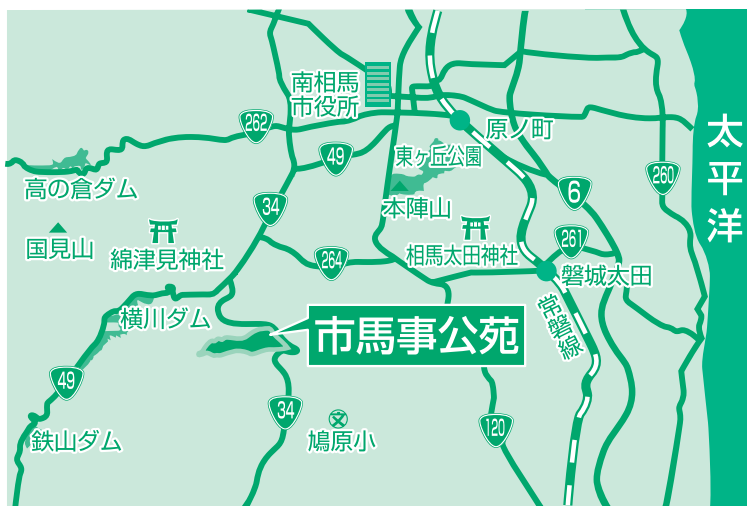 南相馬
市役所
262
原ノ町
49
東ヶ丘公園
太平洋
高の倉ダム
34
本陣山
6
260
国見山
綿津見神社
264
相馬太田神社
261
磐城太田
横川ダム
市馬事公苑
常磐線
49
34
鉄山ダム
鳩原小
120